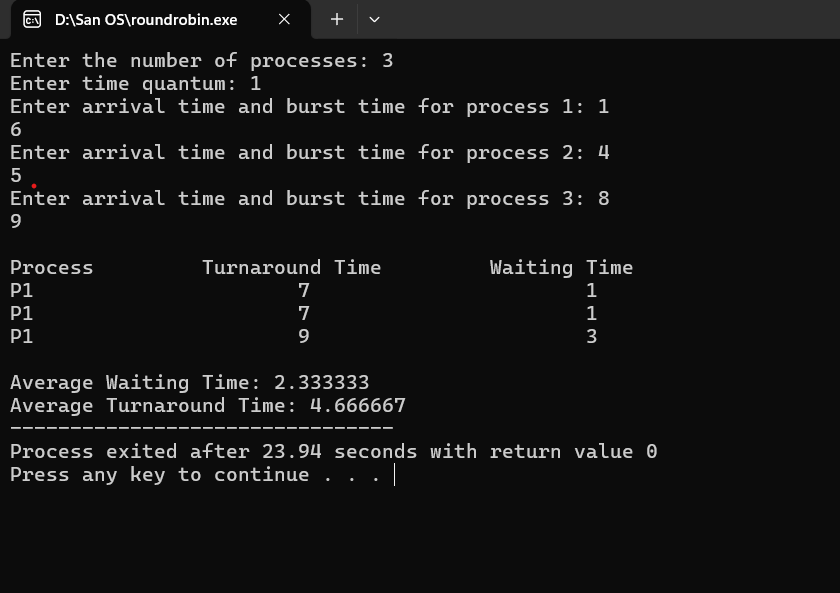 D:\San OS\roundrobin.exe
Enter the number of processes: 3
Enter time quantum: 1
Enter arrival time and burst time for process 1: 1
6
Enter arrival time and burst time for process 2: 4
5
Enter arrival time and burst time for process 3: 8
9
Process Turnaround Time Waiting Time
P1 7 1
P1 7 1
P1 9 3
Average Waiting Time: 2.333333
Average Turnaround Time: 4.666667
--------------------------------
Process exited after 23.94 seconds with return value 0
Press any key to continue . . .